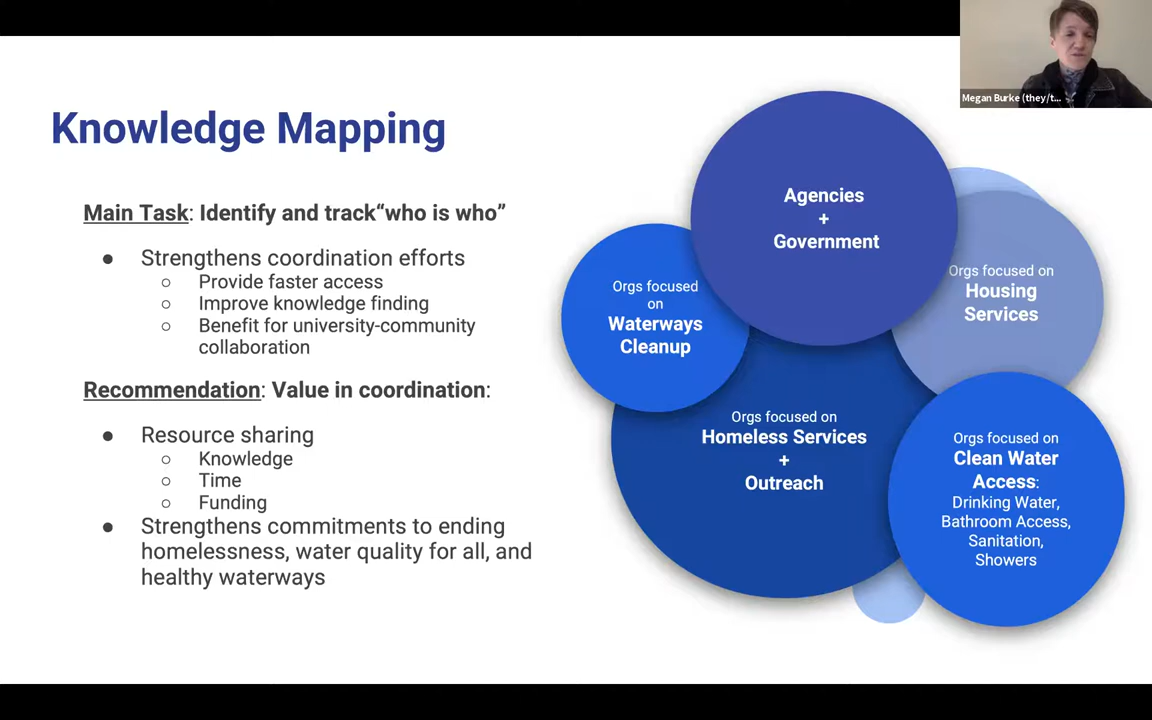 Megan Burke (they/t...
Knowledge Mapping
Main Task: Identify and track“who is who”
● Strengthens coordination efforts
○ Provide faster access
○ Improve knowledge finding
○ Benefit for university-community
collaboration
Recommendation: Value in coordination:
● Resource sharing
○ Knowledge
○ Time
○ Funding
● Strengthens commitments to ending
homelessness, water quality for all, and
healthy waterways
Agencies
+
Government
Orgs focused
on
Waterways
Cleanup
Orgs focused on
Housing
Services
Orgs focused on
Homeless Services
+
Outreach
Orgs focused on
Clean Water
Access:
Drinking Water,
Bathroom Access,
Sanitation,
Showers